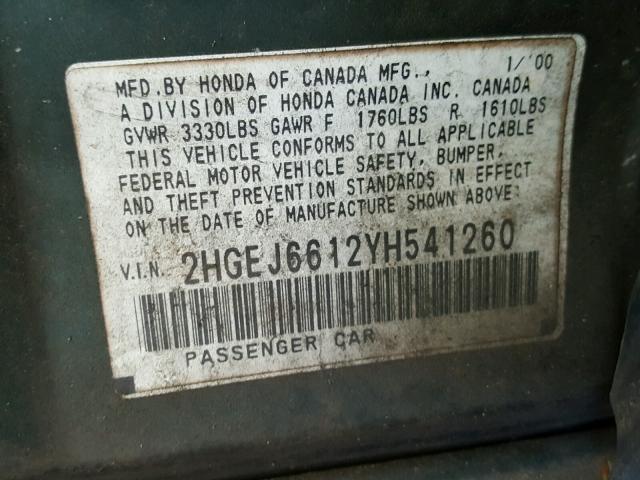 MFD. BY HONDA OF CANADA MFG., 1/'00
A DIVISION OF HONDA CANADA INC. CANADA
GVWR 3330LBS GAWR F 1760LBS R 1610LBS
THIS VEHICLE CONFORMS TO ALL APPLICABLE
FEDERAL MOTOR VEHICLE SAFETY, BUMPER,
AND THEFT PREVENTION STANDARDS IN EFFECT
ON THE DATE OF MANUFACTURE SHOWN ABOVE.
V.I.N. 2HGEJ6612YH541260
PASSENGER CAR